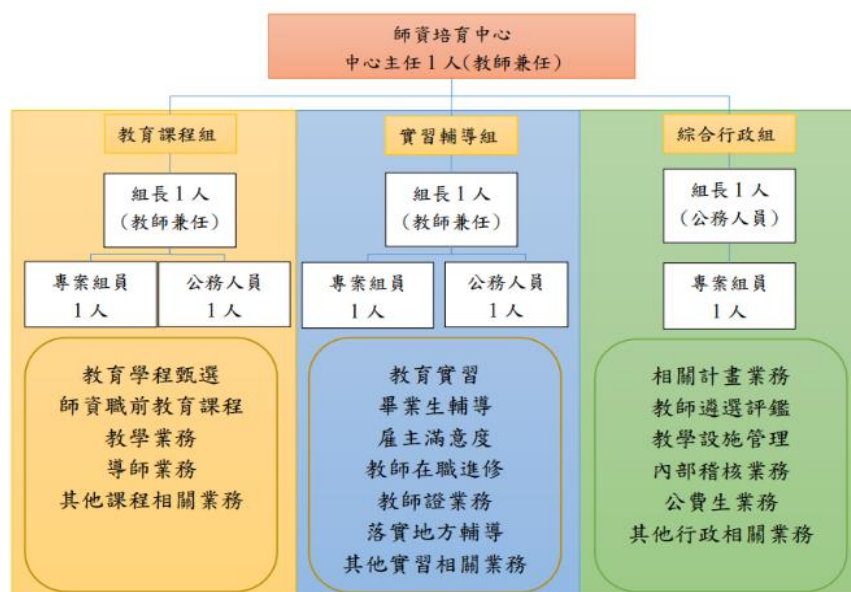 師資培育中心
中心主任1人(教師兼任)
教育課程組
組長1人
(教師兼任)
專案組員
1人
公務人員
1人
教育學程甄選
師資職前教育課程
教學業務
導師業務
其他課程相關業務
實習輔導組
組長1人
(教師兼任)
專案組員
1人
公務人員
1人
教育實習
畢業生輔導
雇主滿意度
教師在職進修
教師證業務
落實地方輔導
其他實習相關業務
綜合行政組
組長1人
(公務人員)
專案組員
1人
相關計畫業務
教師遴選評鑑
教學設施管理
內部稽核業務
公費生業務
其他行政相關業務